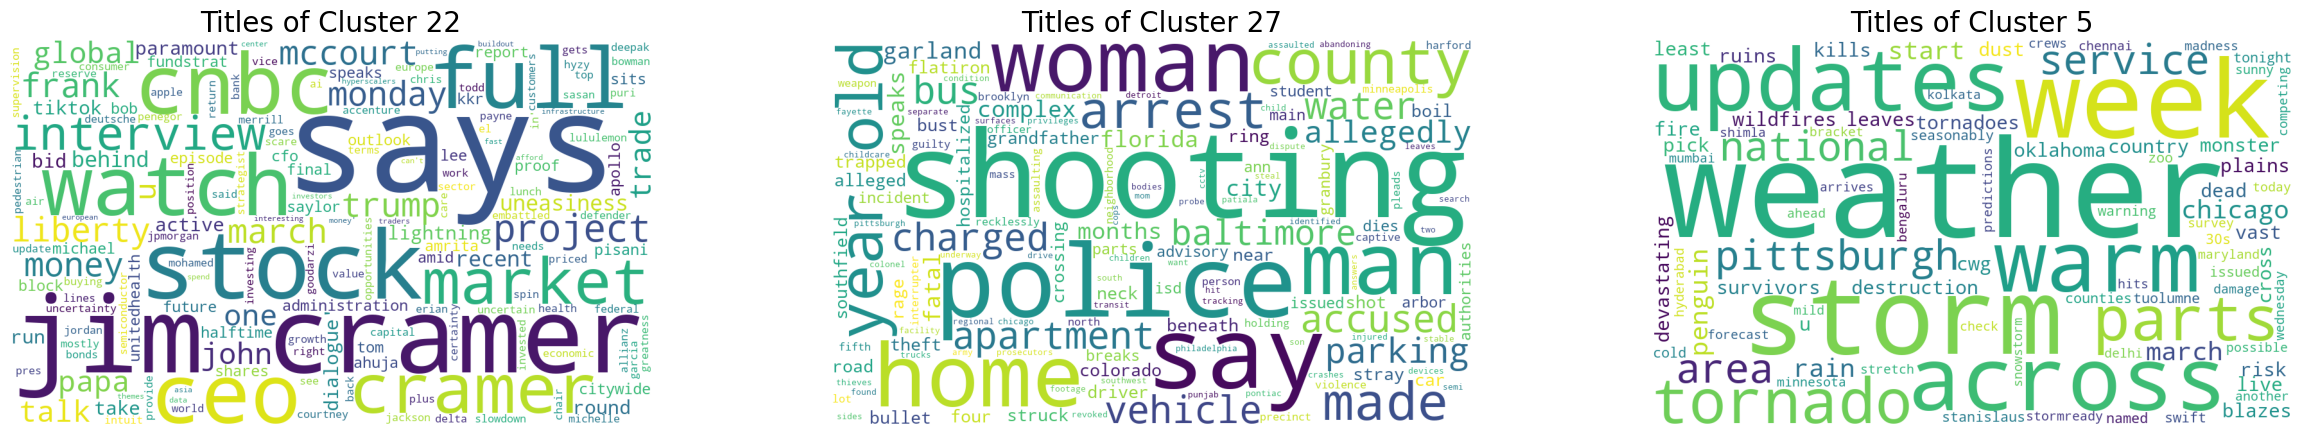 Titles of Cluster 22
global paramount mccourt full center buildout putting gets deepak
consumer fundstrat vice report europe chris bowman
supervision frank reserve cnbc speaks ai hyperscalers hyzy top sits
apple return bank monday kkr todd accenture sasan puri
tiktok bob deutsche penegor merrill says in customers infrastructure
interview goes scare outlook terms payne el fast lululemon trade
pedestrian bid behind episode cfo final can't lee work afford proof apollo
watch u position strategist said investors saylor sector care lunch uneasiness
air european interesting trump money traders embattled defender
liberty active march lightning project
update michael jpmorgan stock amrita needs
money mohamed investing goodarzi opportunities amid recent priced pisani
block buying unitedhealth value spend market
lines uncertainty future administration erian spin health federal
jim cramer one dialogue' uncertain certainty invested
jordan mostly bonds semiconductor halftime growth right capital tom economic allianz garcia greatness
run john shares see back ahuja
pres papa ceo cramer citywide
talk take provide world asia data themes plus chair round
intuit courtney jackson delta slowdown michelle
Titles of Cluster 27
year old garland woman assaulted abandoning harford
weapon flatiron condition county
speaks bus brooklyn communication detroit child student minneapolis
fayette separate complex arrest water
bust surfaces privileges main boil
childcare guilty hospitalized officer grandfather florida ring allegedly
trapped shooting dispute leaves
alleged mass assaulting neighborhood bodies mom ann steal granbury pleads
incident cctv city search
recklessly cops probe patiala identified two
southfield pittsburgh charged months baltimore dies captive
colonel interrupter underway parts children advisory near violence
rage fatal police man
crossing drive want person hit tracking answers authorities
south neck isd issued shot arbor
facility regional chicago north transit holding accused
fifth apartment beneath son injured stable
road theft trucks army prosecutors breaks philadelphia parking
thieves found home colorado say stray devices
lot driver southwest punjab crashes violence car semi
sides bullet four struck footage revoked vehicle pontiac precinct made
Titles of Cluster 5
least ruins kills start dust crews chennai madness tonight
updates service sunny
kolkata week competing
fire shimla wildfires leaves tornadoes
pick mumbai bracket national seasonably oklahoma country monster
zoo plains
weather dead today
arrives ahead bengaluru predictions warning chicago
devastating hyderabad survey 30s vast
pittsburgh cwg warm maryland issued cross
penguin survivors destruction counties hits tuolumne damage wednesday
mild u storm check parts
forecast snowstorm
cold area rain delhi march possible
minnesota stretch risk
tornado across live another
stanislaus stormready named swift blazes